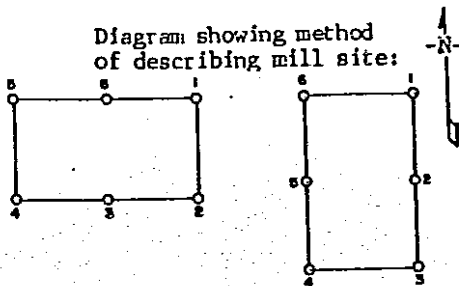 Diagram showing method
of describing mill site:
-N-
5 6 1
4 3 2
6 1
5 2
4 3